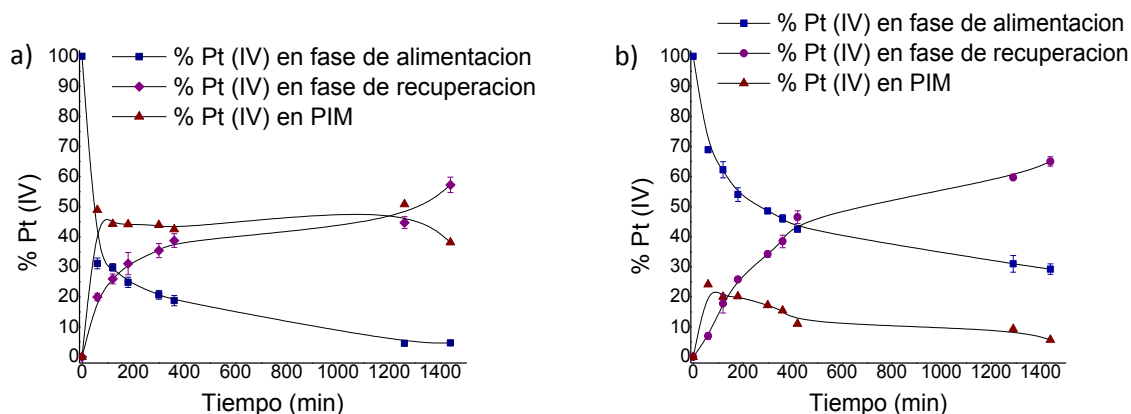 a)
% Pt (IV) en fase de alimentacion
% Pt (IV) en fase de recuperacion
% Pt (IV) en PIM
% Pt (IV)
100
90
80
70
60
50
40
30
20
10
0
0 200 400 600 800 1000 1200 1400
Tiempo (min)
b)
% Pt (IV) en fase de alimentacion
% Pt (IV) en fase de recuperacion
% Pt (IV) en PIM
% Pt (IV)
100
90
80
70
60
50
40
30
20
10
0
0 200 400 600 800 1000 1200 1400
Tiempo (min)